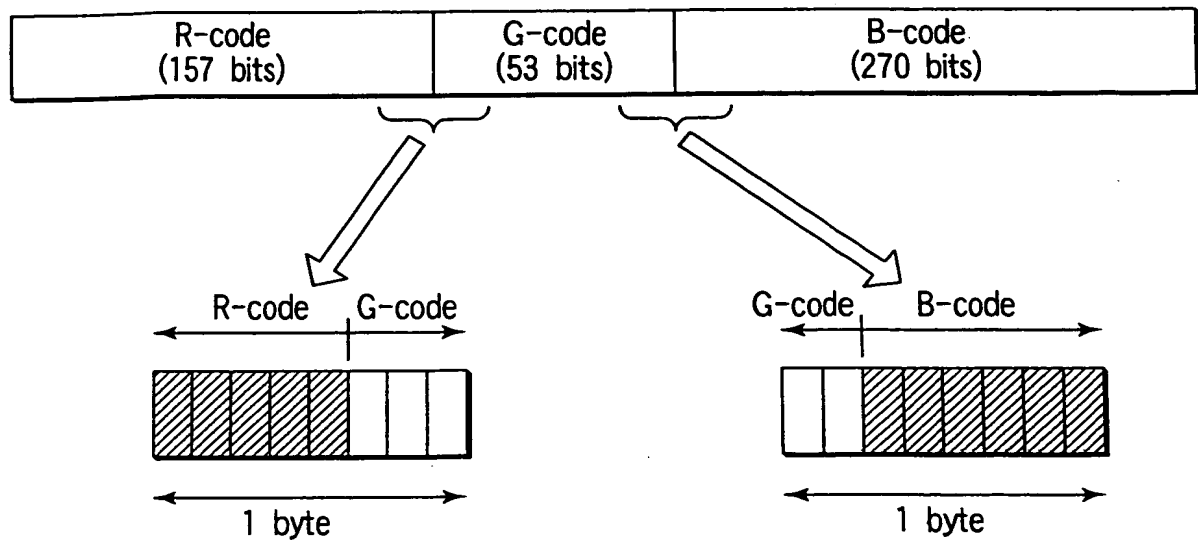 R-code G-code B-code
(157 bits) (53 bits) (270 bits)
R-code G-code G-code B-code
1 byte 1 byte